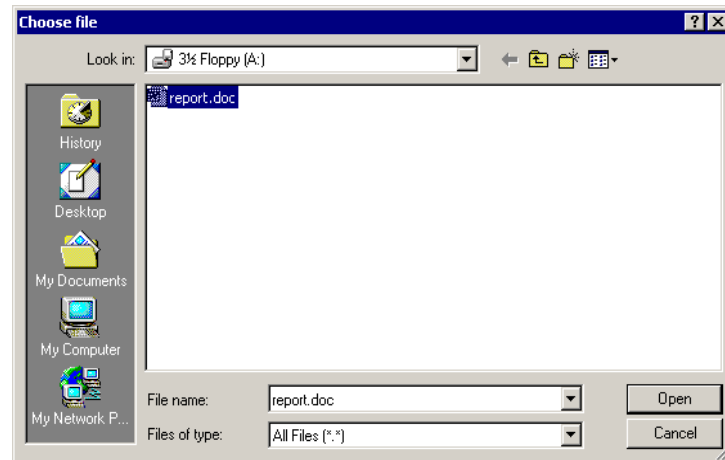 Choose file
Look in:
3½ Floppy (A:)
report.doc
History
Desktop
My Documents
My Computer
My Network P...
File name:
report.doc
Open
Files of type:
All Files (*.*)
Cancel